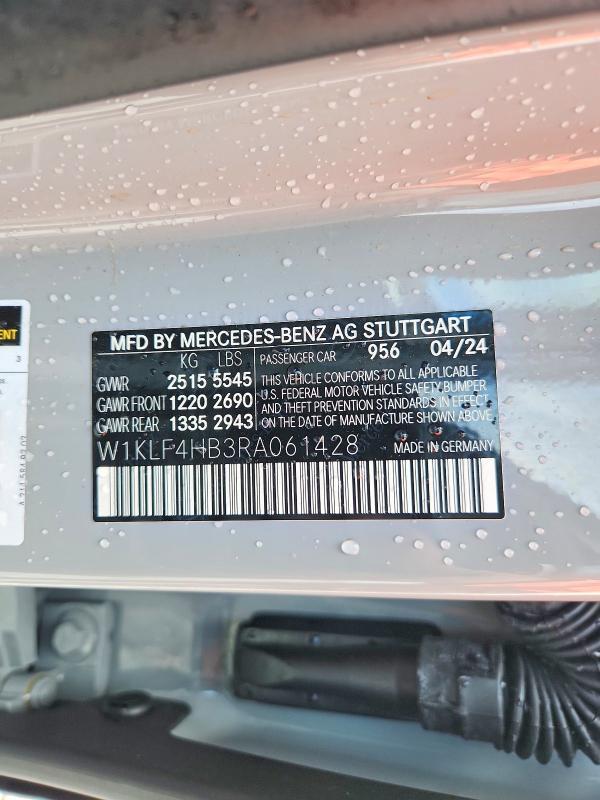 MFD BY MERCEDES-BENZ AG STUTTGART
KG LBS
GVWR 2515 5545
GAWR FRONT 1220 2690
GAWR REAR 1335 2943
PASSENGER CAR 956 04/24
THIS VEHICLE CONFORMS TO ALL APPLICABLE
U.S. FEDERAL MOTOR VEHICLE SAFETY, BUMPER
AND THEFT PREVENTION STANDARDS IN EFFECT
ON THE DATE OF MANUFACTURE SHOWN ABOVE
W1KLF4HB3RA061428
MADE IN GERMANY
3